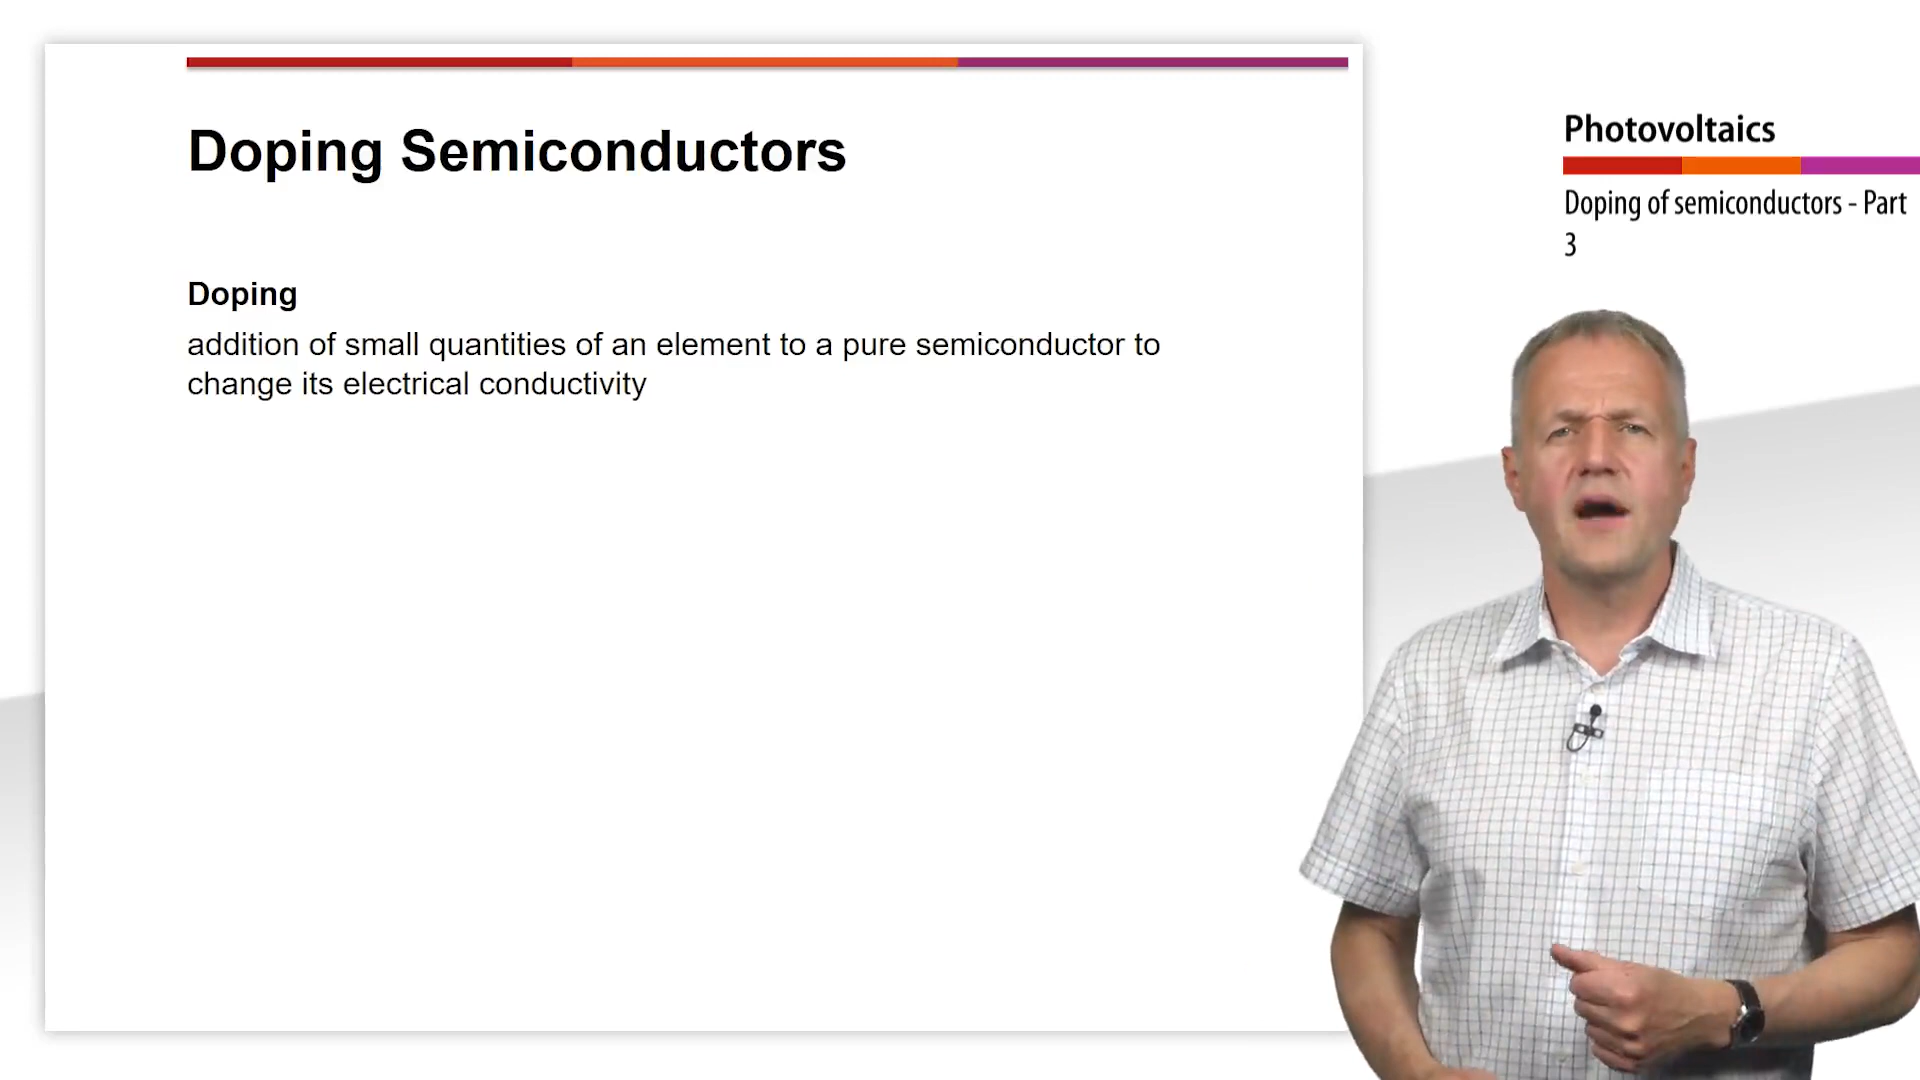 Doping Semiconductors
Doping
addition of small quantities of an element to a pure semiconductor to
change its electrical conductivity
Photovoltaics
Doping of semiconductors - Part
3